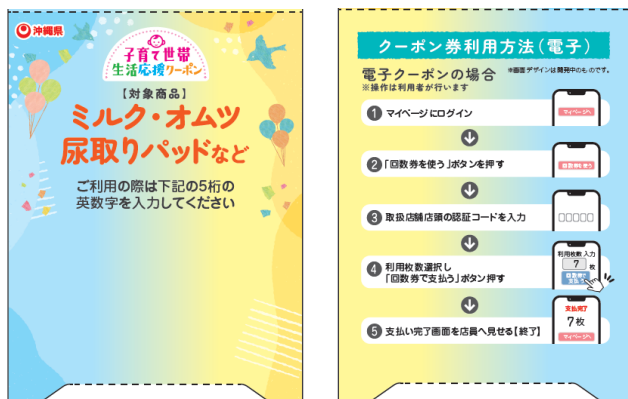 沖縄県
子育て世帯
生活応援クーポン
【対象商品】
ミルク・オムツ
尿取りパッドなど
ご利用の際は下記の5桁の
英数字を入力してください
クーポン券利用方法(電子)
電子クーポンの場合
※画面デザインは開発中のものです。
※操作は利用者が行います
1 マイページにログイン
マイページへ
2 「回数券を使う」ボタンを押す
回数券を使う
3 取扱店舗店頭の認証コードを入力
□□□□□
4 利用枚数選択し
「回数券で支払う」ボタン押す
利用枚数入力
7 枚
回数券で
支払う
5 支払い完了画面を店員へ見せる【終了】
支払完了
7枚
マイページへ